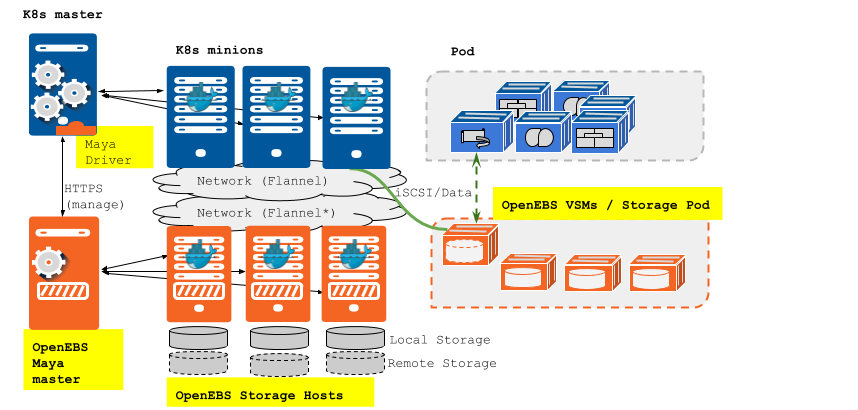 K8s master
K8s minions
Pod
Maya
Driver
Network (Flannel)
HTTPS
(manage)
iSCSI/Data
OpenEBS VSMs / Storage Pod
Network (Flannel*)
Local Storage
OpenEBS
Maya
master
Remote Storage
OpenEBS Storage Hosts